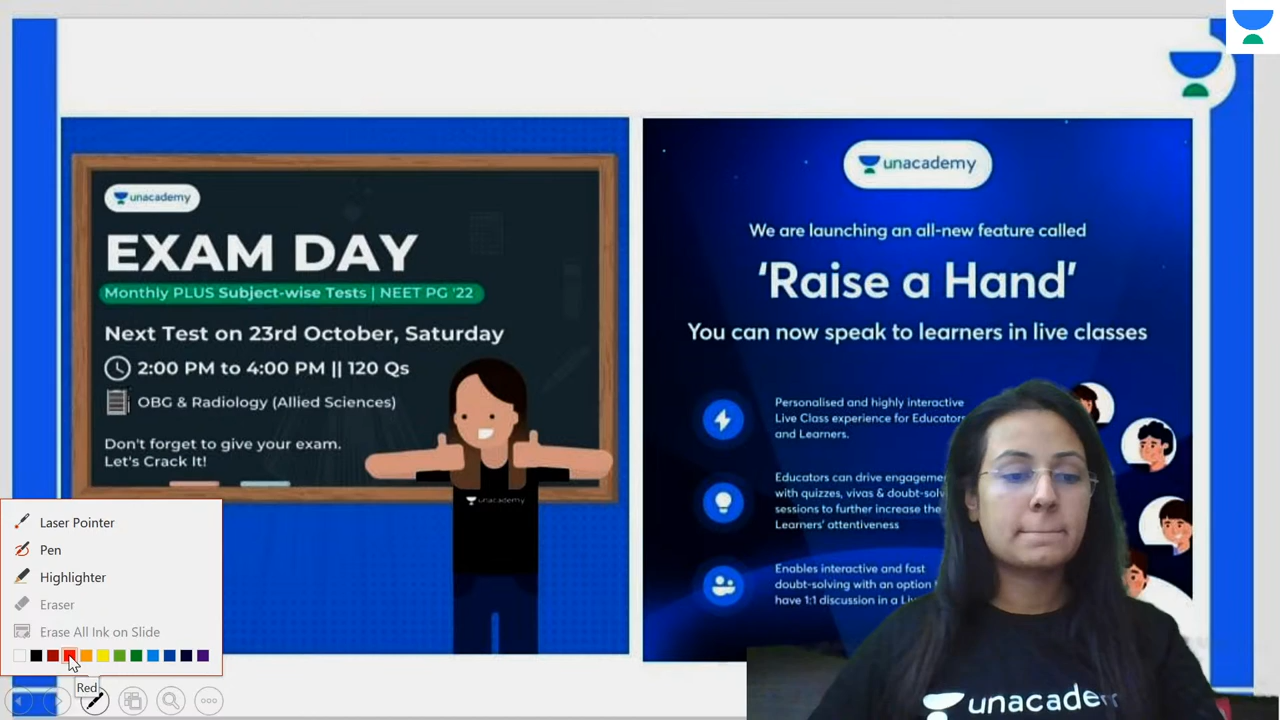 unacademy
EXAM DAY
Monthly PLUS Subject-wise Tests | NEET PG '22
Next Test on 23rd October, Saturday
2:00 PM to 4:00 PM || 120 Qs
OBG & Radiology (Allied Sciences)
Don't forget to give your exam.
Let's Crack It!
unacademy
unacademy
We are launching an all-new feature called
'Raise a Hand'
You can now speak to learners in live classes
Personalised and highly interactive
Live Class experience for Educators
and Learners.
Educators can drive
with quizzes, vivas &
sessions to further increase the
Learners' attentiveness
Enables interactive and fast
doubt-solving with an option
have 1:1 discussion in a
unacademy
Laser Pointer
Pen
Highlighter
Eraser
Erase All Ink on Slide
Red